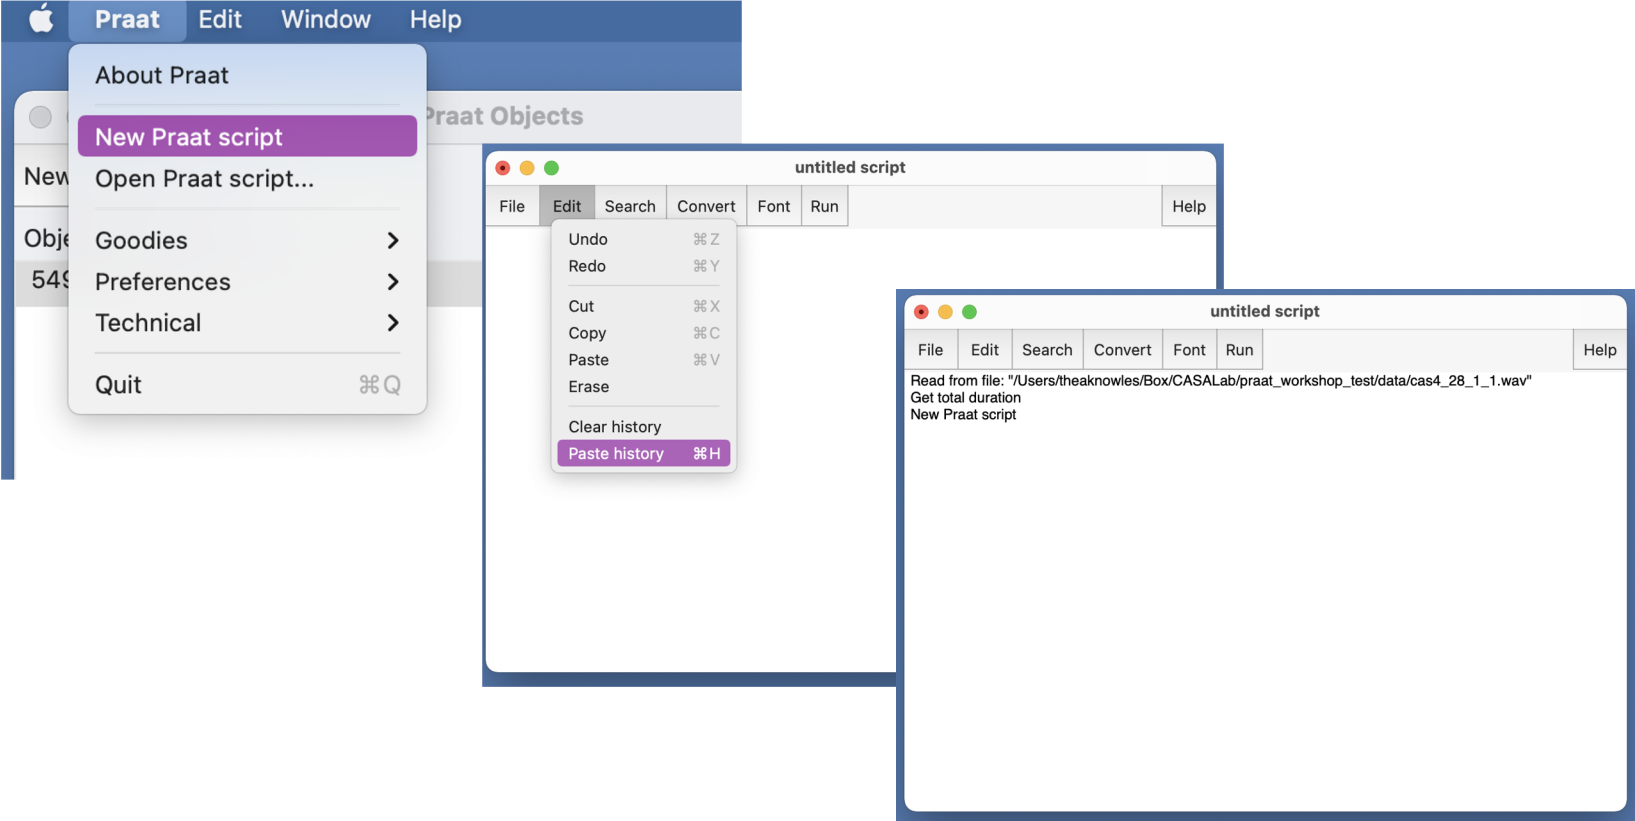 Praat Edit Window Help
About Praat
New Praat script
Open Praat script...
Goodies
Preferences
Technical
Quit ⌘Q
Praat Objects
New
Obje
549
untitled script
File Edit Search Convert Font Run Help
Undo ⌘Z
Redo ⌘Y
Cut ⌘X
Copy ⌘C
Paste ⌘V
Erase
Clear history
Paste history ⌘H
untitled script
File Edit Search Convert Font Run Help
Read from file: "/Users/theaknowles/Box/CASALab/praat_workshop_test/data/cas4_28_1_1.wav"
Get total duration
New Praat script